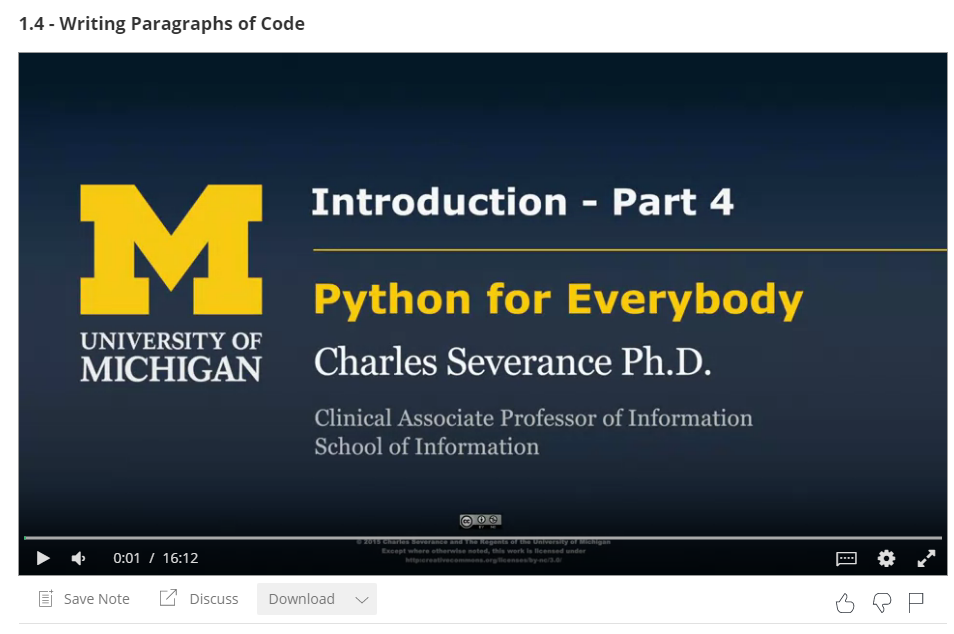 1.4 - Writing Paragraphs of Code
M
UNIVERSITY OF
MICHIGAN
Introduction - Part 4
Python for Everybody
Charles Severance Ph.D.
Clinical Associate Professor of Information
School of Information
cc
BY NC
© 2015 Charles Severance and The Regents of the University of Michigan
Except where otherwise noted, this work is licensed under
http:creativecommons.org/licenses/by-nc/3.0/
0:01 / 16:12
Save Note
Discuss
Download